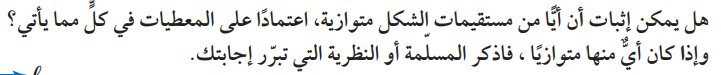 هل يمكن إثبات أن أيًّا من مستقيمات الشكل متوازية، اعتمادًا على المعطيات في كلٍّ مما يأتي؟
وإذا كان أيٌّ منها متوازيًا ، فاذكر المسلّمة أو النظرية التي تبرّر إجابتك.